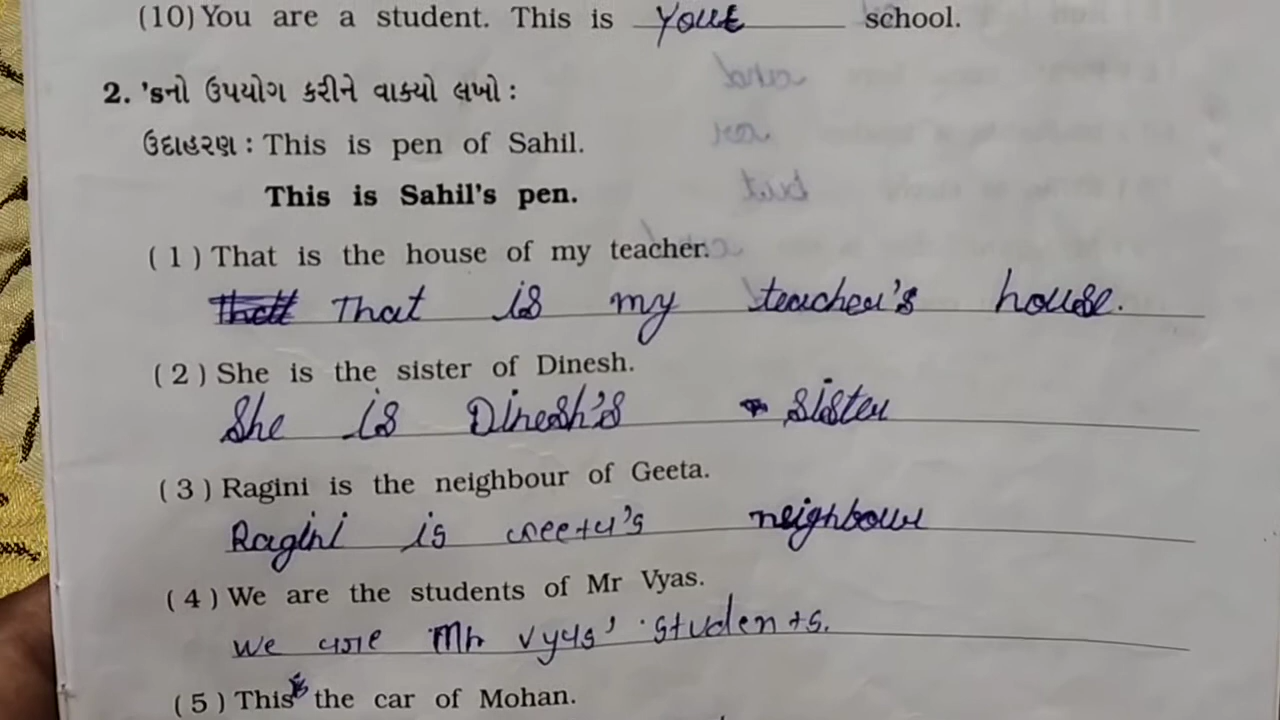 (10) You are a student. This is your school.
2. 'sનો ઉપયોગ કરીને વાક્યો લખો :
ઉદાહરણ : This is pen of Sahil.
This is Sahil's pen.
( 1 ) That is the house of my teacher.
That is my teacher's house.
( 2 ) She is the sister of Dinesh.
She is Dinesh's sister
( 3 ) Ragini is the neighbour of Geeta.
Ragini is Geeta's neighbour
( 4 ) We are the students of Mr Vyas.
We are Mr Vyas' students.
( 5 ) This is the car of Mohan.